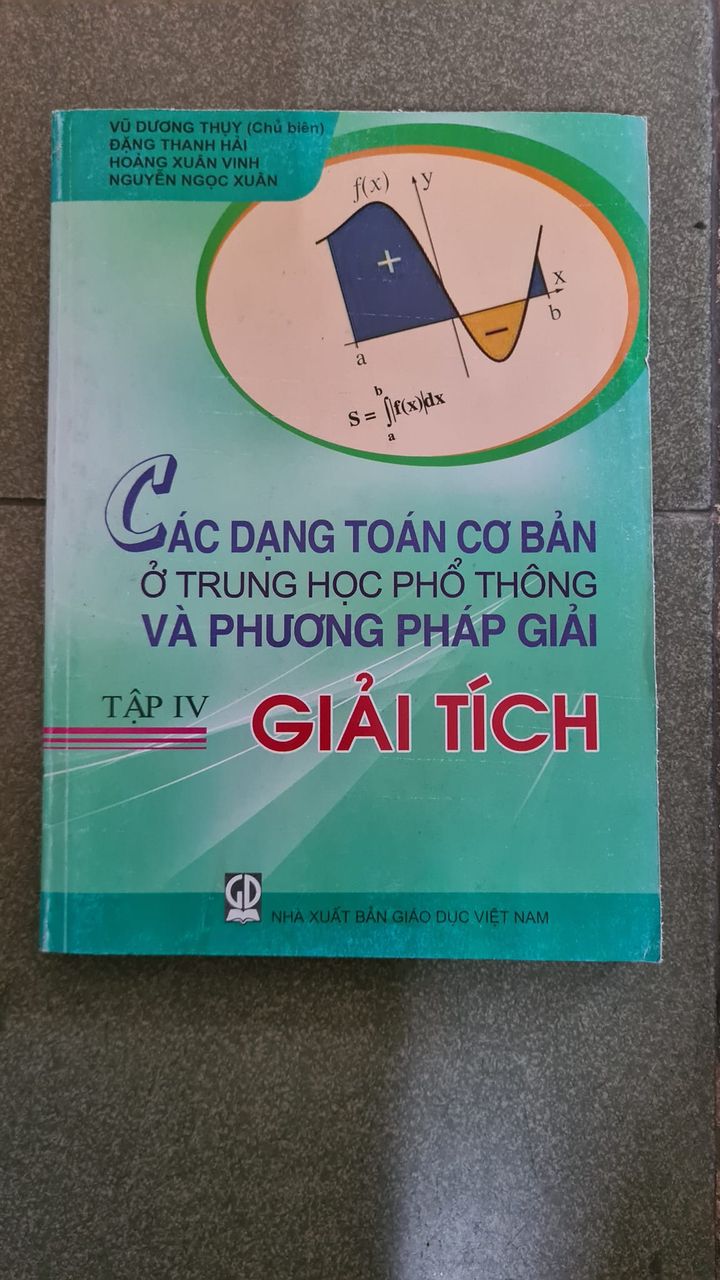 VŨ DƯƠNG THỤY (Chủ biên)
ĐẶNG THANH HẢI
HOÀNG XUÂN VINH
NGUYỄN NGỌC XUÂN
f(x)
y
+
x
−
a
b
S = ∫ₐᵇ|f(x)|dx
CÁC DẠNG TOÁN CƠ BẢN
Ở TRUNG HỌC PHỔ THÔNG
VÀ PHƯƠNG PHÁP GIẢI
TẬP IV
GIẢI TÍCH
GD
NHÀ XUẤT BẢN GIÁO DỤC VIỆT NAM